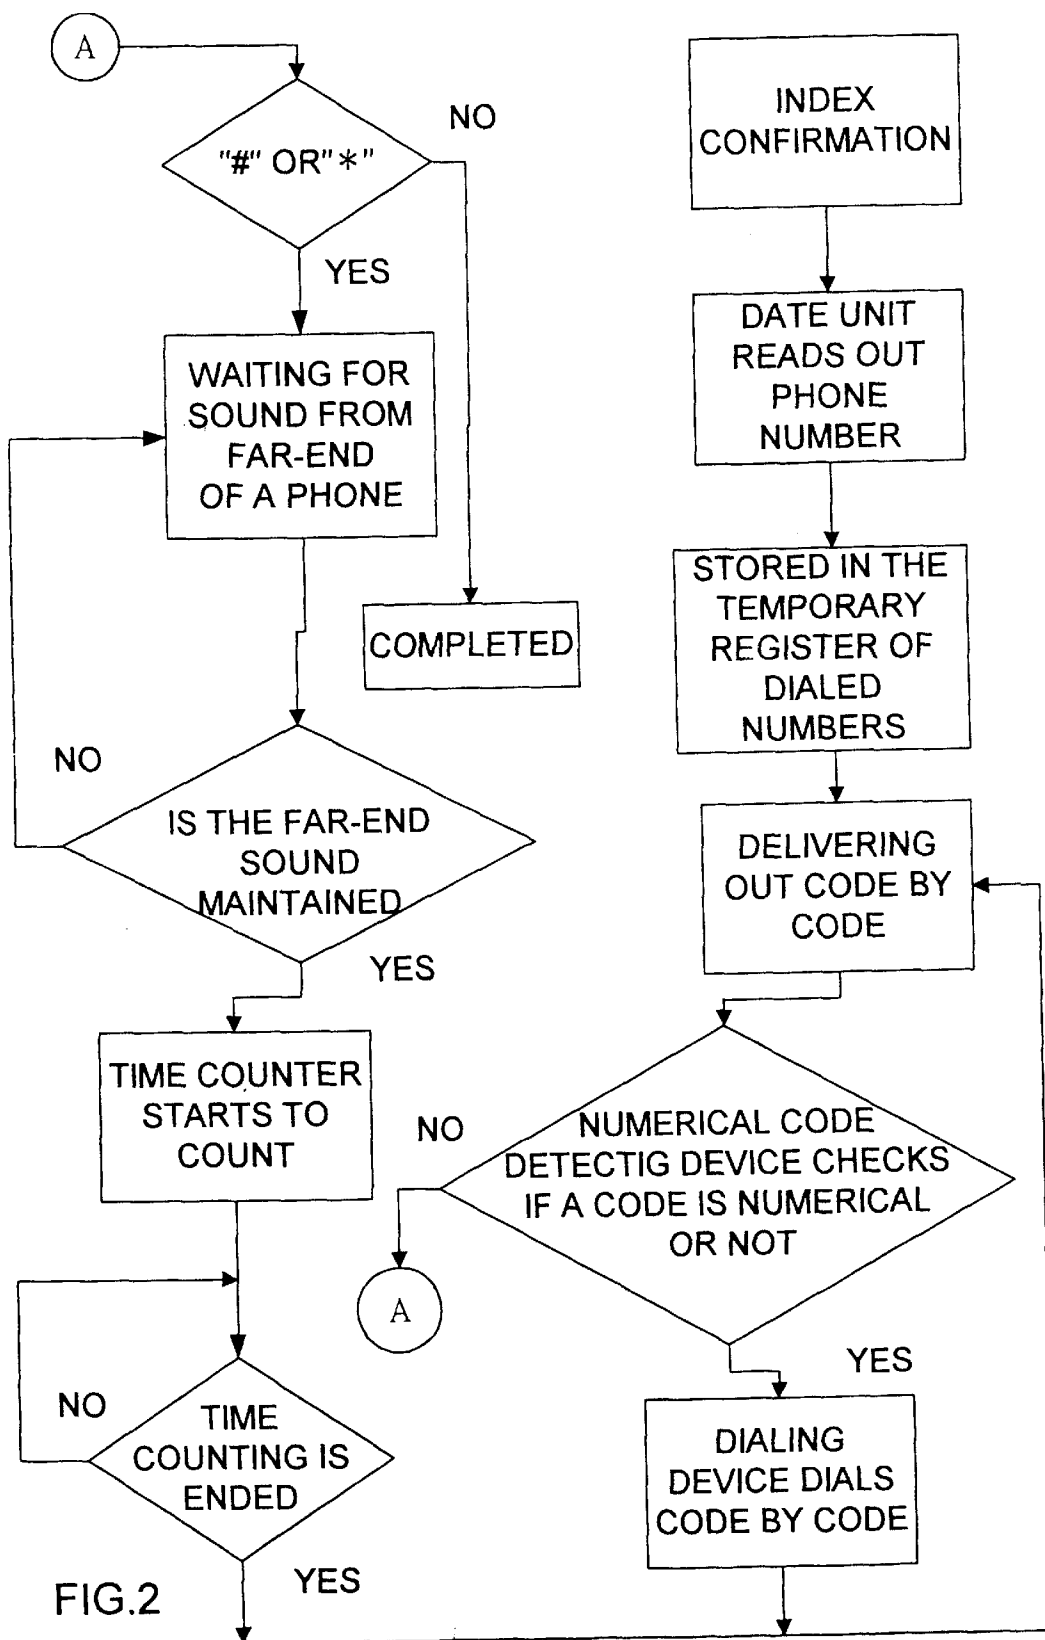 A
"#" OR"*"
NO
YES
WAITING FOR
SOUND FROM
FAR-END
OF A PHONE
COMPLETED
NO
IS THE FAR-END
SOUND
MAINTAINED
YES
TIME COUNTER
STARTS TO
COUNT
NO
TIME
COUNTING IS
ENDED
YES
FIG.2
INDEX
CONFIRMATION
DATE UNIT
READS OUT
PHONE
NUMBER
STORED IN THE
TEMPORARY
REGISTER OF
DIALED
NUMBERS
DELIVERING
OUT CODE BY
CODE
NO
NUMERICAL CODE
DETECTIG DEVICE CHECKS
IF A CODE IS NUMERICAL
OR NOT
A
YES
DIALING
DEVICE DIALS
CODE BY CODE